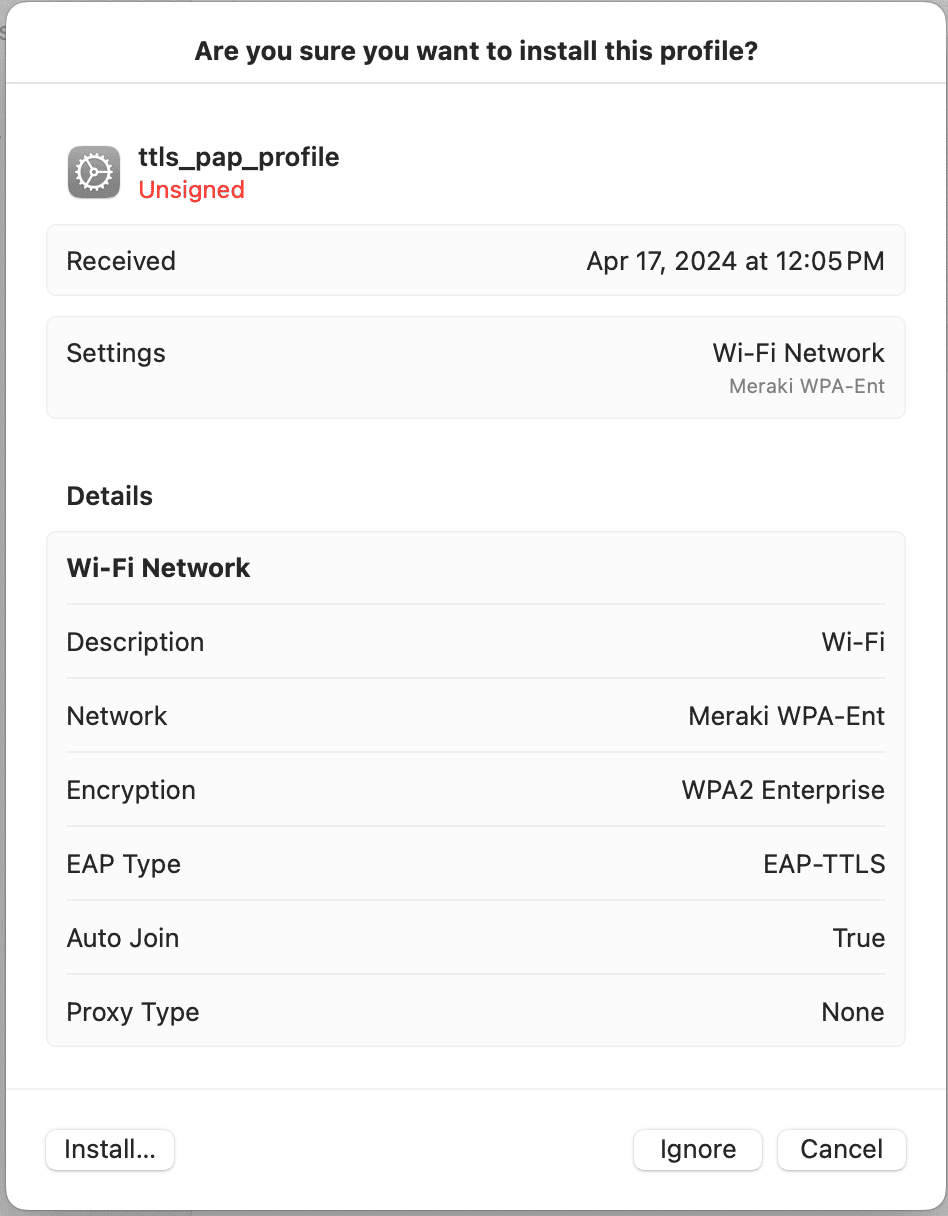 Are you sure you want to install this profile?
ttls_pap_profile
Unsigned
Received Apr 17, 2024 at 12:05 PM
Settings Wi-Fi Network
Meraki WPA-Ent
Details
Wi-Fi Network
Description Wi-Fi
Network Meraki WPA-Ent
Encryption WPA2 Enterprise
EAP Type EAP-TTLS
Auto Join True
Proxy Type None
Install... Ignore Cancel